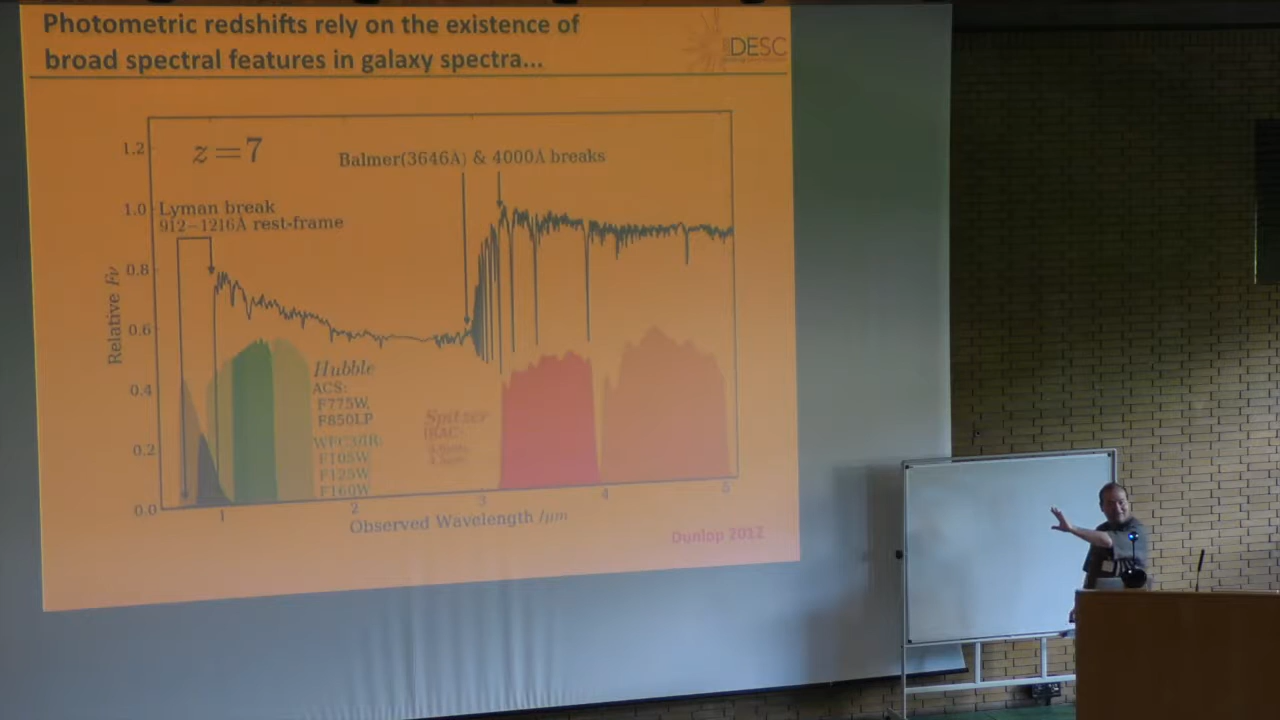 Photometric redshifts rely on the existence of
broad spectral features in galaxy spectra...
DESC
z=7
Balmer(3646Å) & 4000Å breaks
Lyman break
912−1216Å rest-frame
1.2
1.0
0.8
0.6
0.4
0.2
0.0
Relative Fν
Hubble
ACS:
F775W,
F850LP
WFC3/IR:
F105W
F125W
F160W
Spitzer
IRAC:
1
2
3
4
5
Observed Wavelength /μm
Dunlop 2012